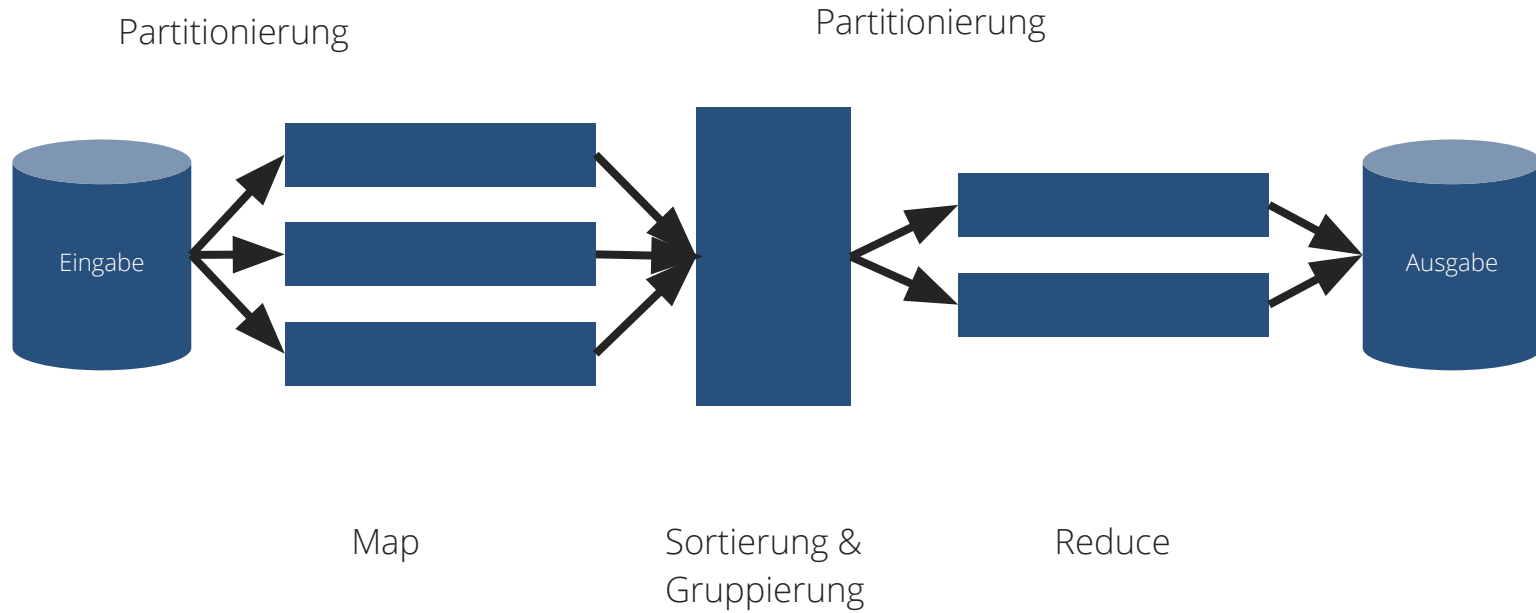 Partitionierung
Partitionierung
Eingabe
Ausgabe
Map
Sortierung &
Gruppierung
Reduce